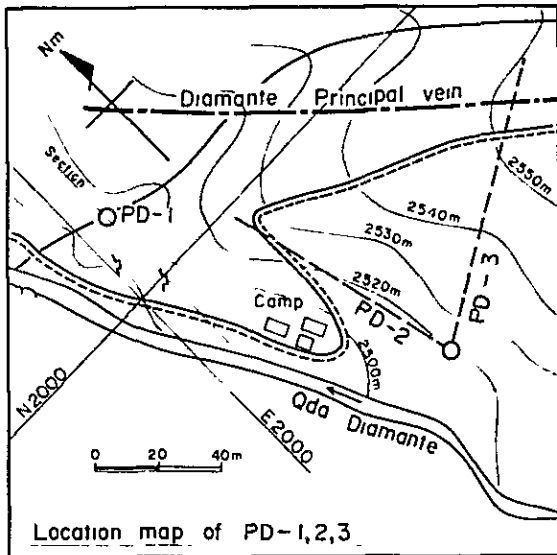 Nm
Diamante Principal vein
Section
PD-1
2550m
2540m
2530m
2520m
PD-3
Camp
PD-2
2500m
Qda Diamante
N2000
E2000
0 20 40m
Location map of PD-1,2,3